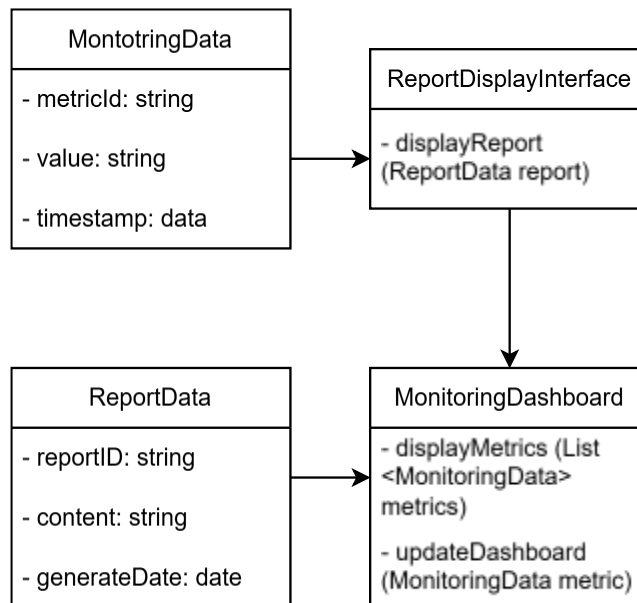 MontotringData
- metricId: string
- value: string
- timestamp: data
ReportDisplayInterface
- displayReport
(ReportData report)
ReportData
- reportID: string
- content: string
- generateDate: date
MonitoringDashboard
- displayMetrics (List
<MonitoringData>
metrics)
- updateDashboard
(MonitoringData metric)